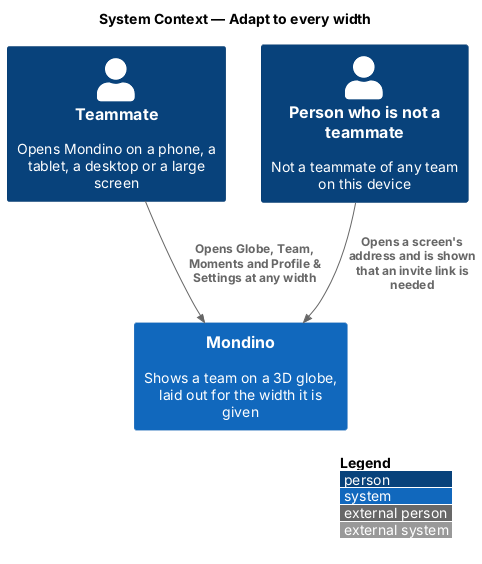 System Context — Adapt to every width
Teammate
Opens Mondino on a phone, a
tablet, a desktop or a large
screen
Person who is not a
teammate
Not a teammate of any team
on this device
Opens Globe, Team,
Moments and Profile &
Settings at any width
Opens a screen's
address and is shown
that an invite link is
needed
Mondino
Shows a team on a 3D globe,
laid out for the width it is
given
Legend
person
system
external person
external system